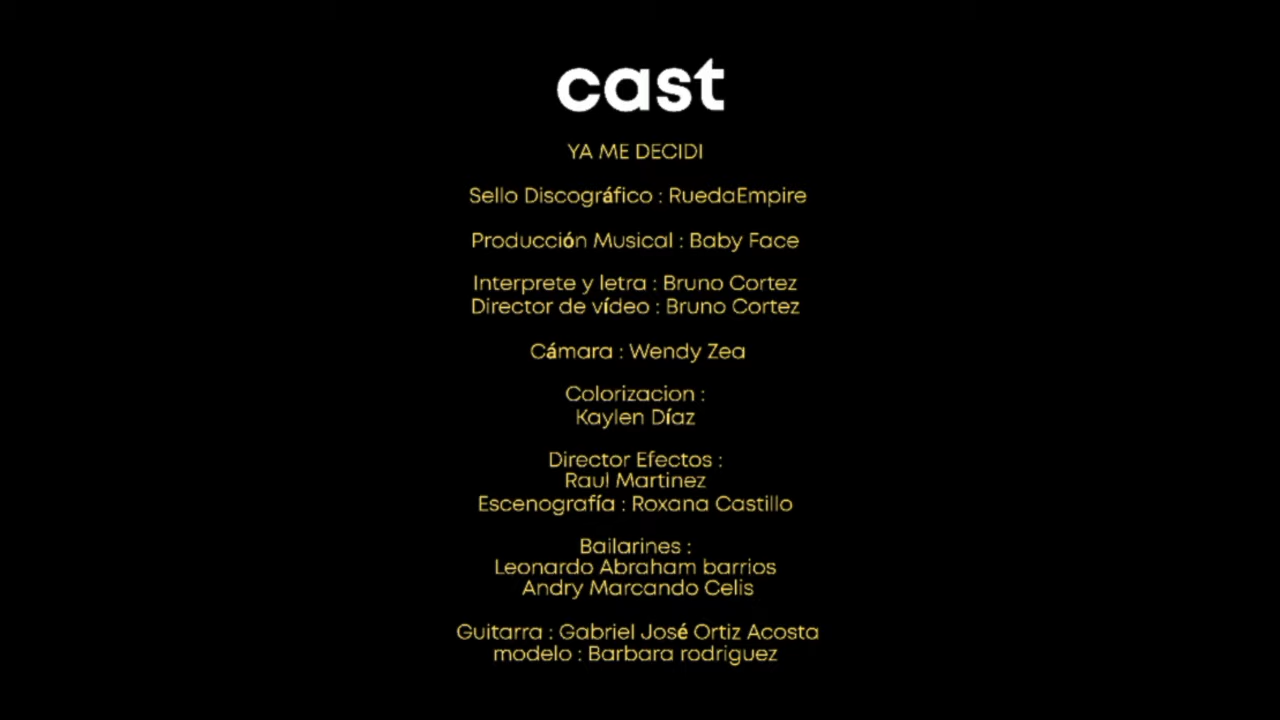 cast
YA ME DECIDI
Sello Discográfico : RuedaEmpire
Producción Musical : Baby Face
Interprete y letra : Bruno Cortez
Director de vídeo : Bruno Cortez
Cámara : Wendy Zea
Colorizacion :
Kaylen Díaz
Director Efectos :
Raul Martinez
Escenografía : Roxana Castillo
Bailarines :
Leonardo Abraham barrios
Andry Marcando Celis
Guitarra : Gabriel José Ortiz Acosta
modelo : Barbara rodriguez